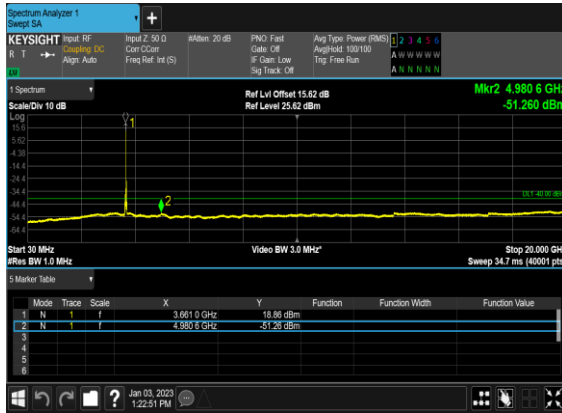 Spectrum Analyzer 1
Swept SA
+
KEYSIGHT Input: RF Input Z: 50 Ω #Atten: 20 dB PNO: Fast Avg Type: Power (RMS) 1 2 3 4 5 6
R T Coupling: DC Corr CCorr Gate: Off Avg|Hold: 100/100 A W W W W W
Align: Auto Freq Ref: Int (S) IF Gain: Low Trig: Free Run
Sig Track: Off A N N N N N
1 Spectrum Ref Lvl Offset 15.62 dB Mkr2 4.980 6 GHz
Scale/Div 10 dB Ref Level 25.62 dBm -51.260 dBm
Log
15.6
5.62
-4.38
-14.4
-24.4
-34.4
-44.4
-54.4
-64.4
1
2
DL1 -40.00 dBm
Start 30 MHz Video BW 3.0 MHz* Stop 20.000 GHz
#Res BW 1.0 MHz Sweep 34.7 ms (40001 pts)
5 Marker Table
Mode Trace Scale X Y Function Function Width Function Value
1 N 1 f 3.661 0 GHz 18.86 dBm
2 N 1 f 4.980 6 GHz -51.26 dBm
3
4
5
6
? Jan 03, 2023
1:22:51 PM